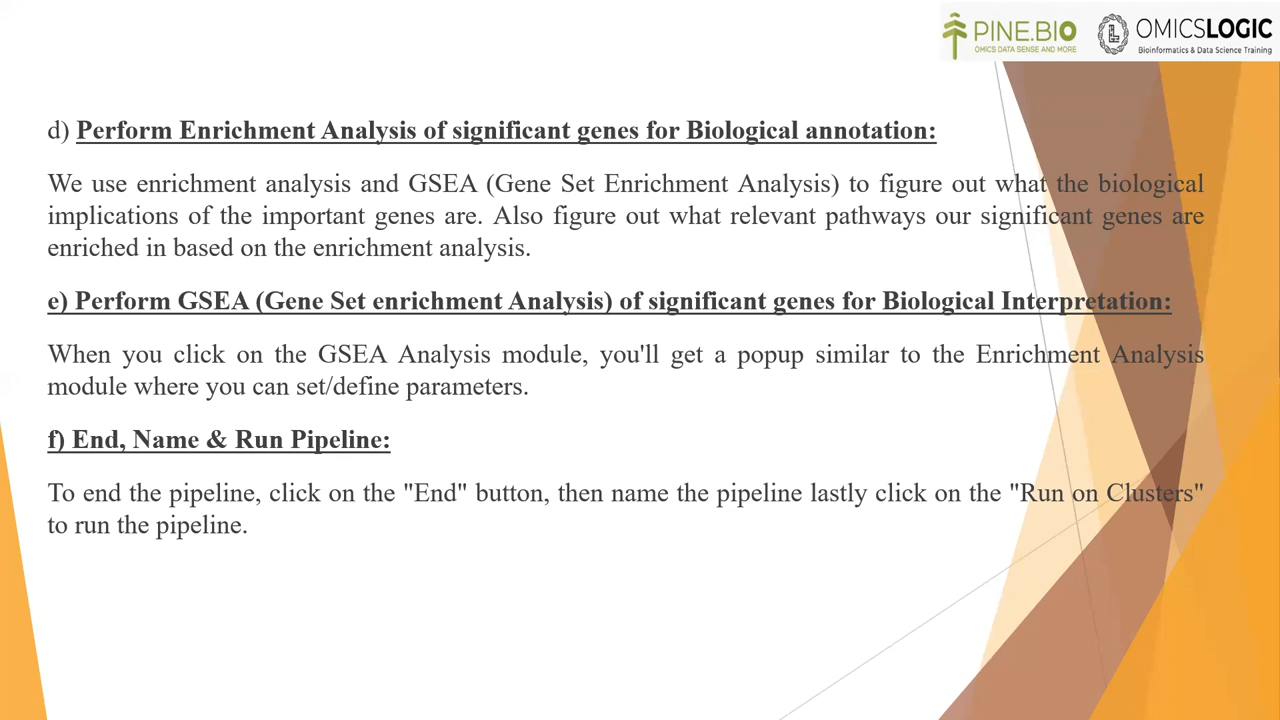 PINE.BIO
OMICS DATA SENSE AND MORE
OMICSLOGIC
Bioinformatics & Data Science Training
d) Perform Enrichment Analysis of significant genes for Biological annotation:
We use enrichment analysis and GSEA (Gene Set Enrichment Analysis) to figure out what the biological
implications of the important genes are. Also figure out what relevant pathways our significant genes are
enriched in based on the enrichment analysis.
e) Perform GSEA (Gene Set enrichment Analysis) of significant genes for Biological Interpretation:
When you click on the GSEA Analysis module, you'll get a popup similar to the Enrichment Analysis
module where you can set/define parameters.
f) End, Name & Run Pipeline:
To end the pipeline, click on the "End" button, then name the pipeline lastly click on the "Run on Clusters"
to run the pipeline.